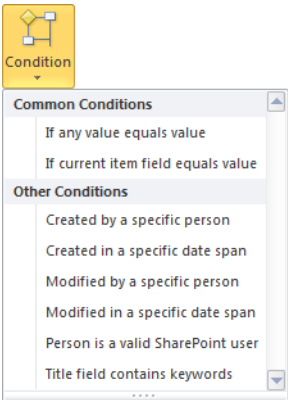 Condition
Common Conditions
If any value equals value
If current item field equals value
Other Conditions
Created by a specific person
Created in a specific date span
Modified by a specific person
Modified in a specific date span
Person is a valid SharePoint user
Title field contains keywords